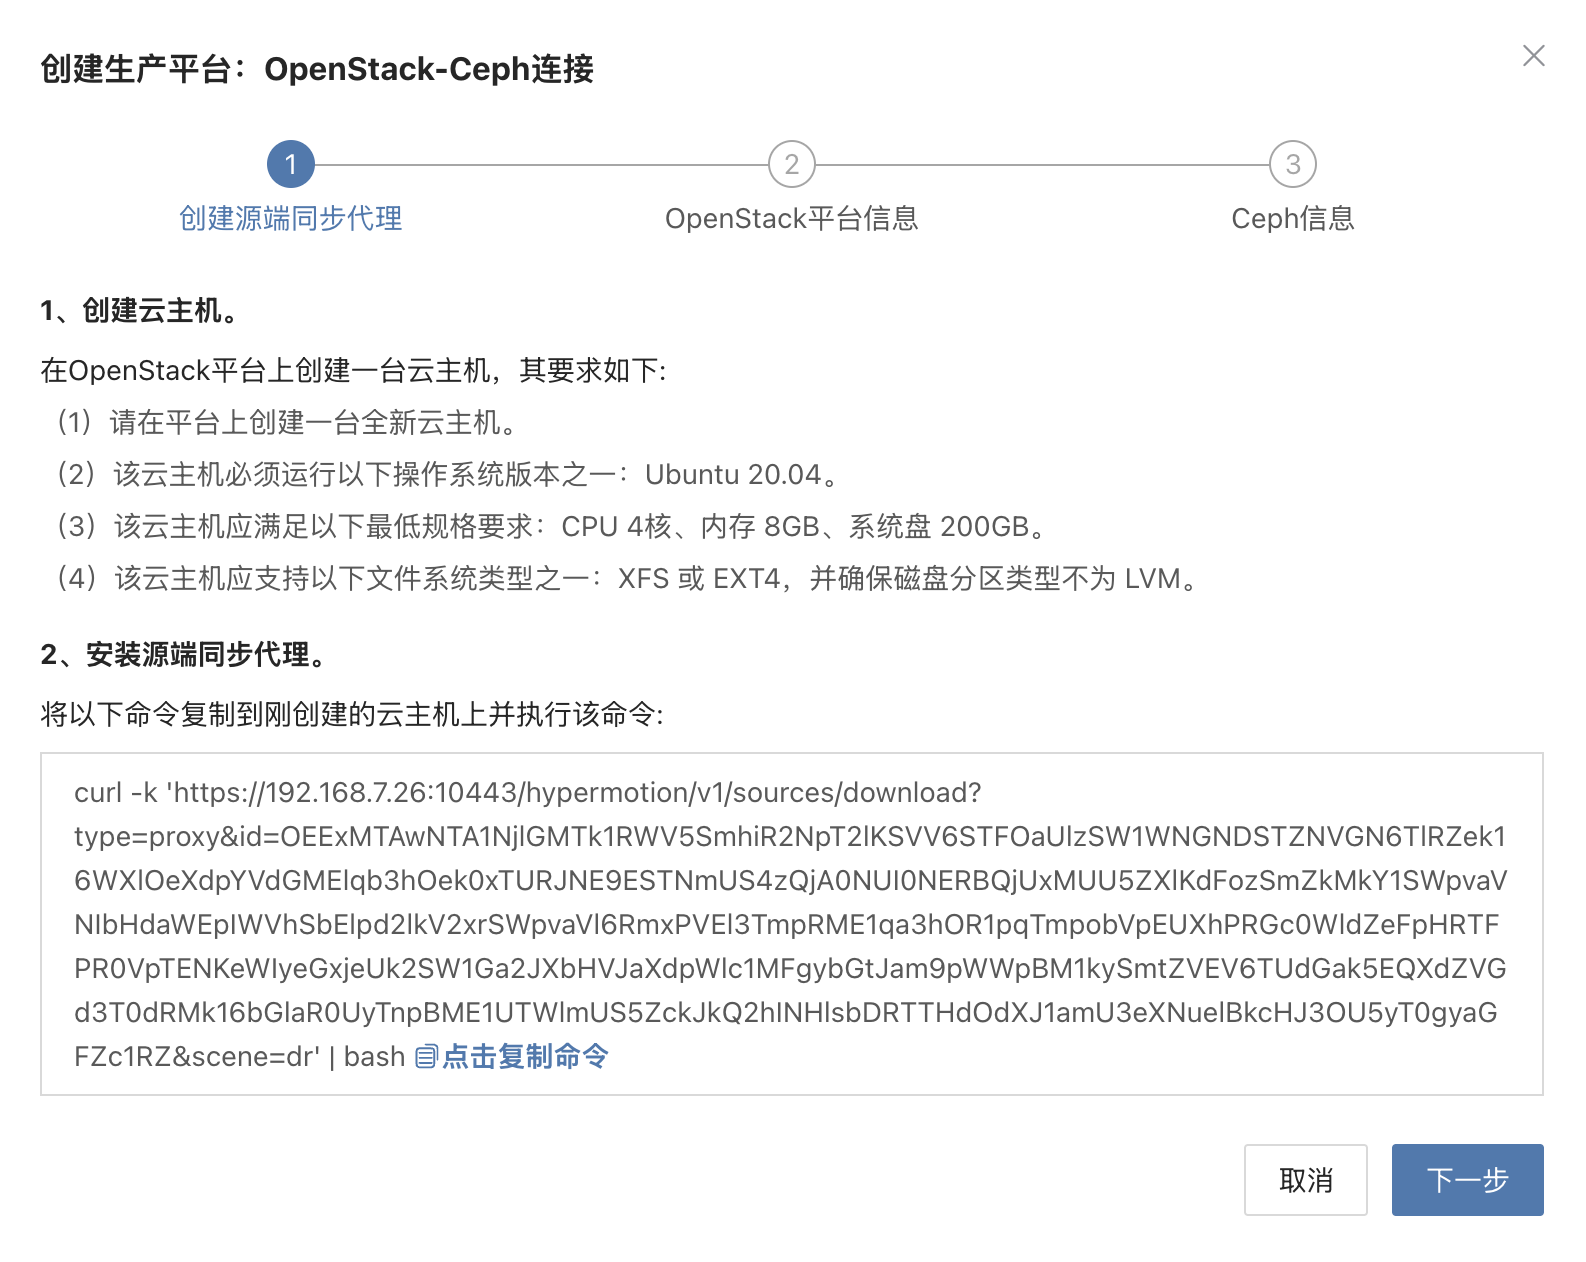 创建生产平台：OpenStack-Ceph连接
1
2
3
创建源端同步代理
OpenStack平台信息
Ceph信息
1、创建云主机。
在OpenStack平台上创建一台云主机，其要求如下:
（1）请在平台上创建一台全新云主机。
（2）该云主机必须运行以下操作系统版本之一：Ubuntu 20.04。
（3）该云主机应满足以下最低规格要求：CPU 4核、内存 8GB、系统盘 200GB。
（4）该云主机应支持以下文件系统类型之一：XFS 或 EXT4，并确保磁盘分区类型不为 LVM。
2、安装源端同步代理。
将以下命令复制到刚创建的云主机上并执行该命令:
curl -k 'https://192.168.7.26:10443/hypermotion/v1/sources/download?
type=proxy&id=OEExMTAwNTA1NjlGMTk1RWV5SmhiR2NpT2lKSVV6STFOaUlzSW1WNGNDSTZNVGN6TlRZek1
6WXlOeXdpYVdGMElqb3hOek0xTURJNE9ESTNmUS4zQjA0NUI0NERBQjUxMUU5ZXlKdFozSmZkMkY1SWpvaV
NIbHdaWEpIWVhSbElpd2lkV2xrSWpvaVl6RmxPVEl3TmpRME1qa3hOR1pqTmpobVpEUXhPRGc0WldZeFpHRTF
PR0VpTENKeWlyeGxjeUk2SW1Ga2JXbHVJaXdpWlc1MFgybGtJam9pWWpBM1kySmtZVEV6TUdGak5EQXdZVG
d3T0dRMk16bGlaR0UyTnpBME1UTWlmUS5ZckJkQ2hINHlsbDRTTHdOdXJ1amU3eXNuelBkcHJ3OU5yT0gyaG
FZc1RZ&scene=dr' | bash 点击复制命令
取消
下一步